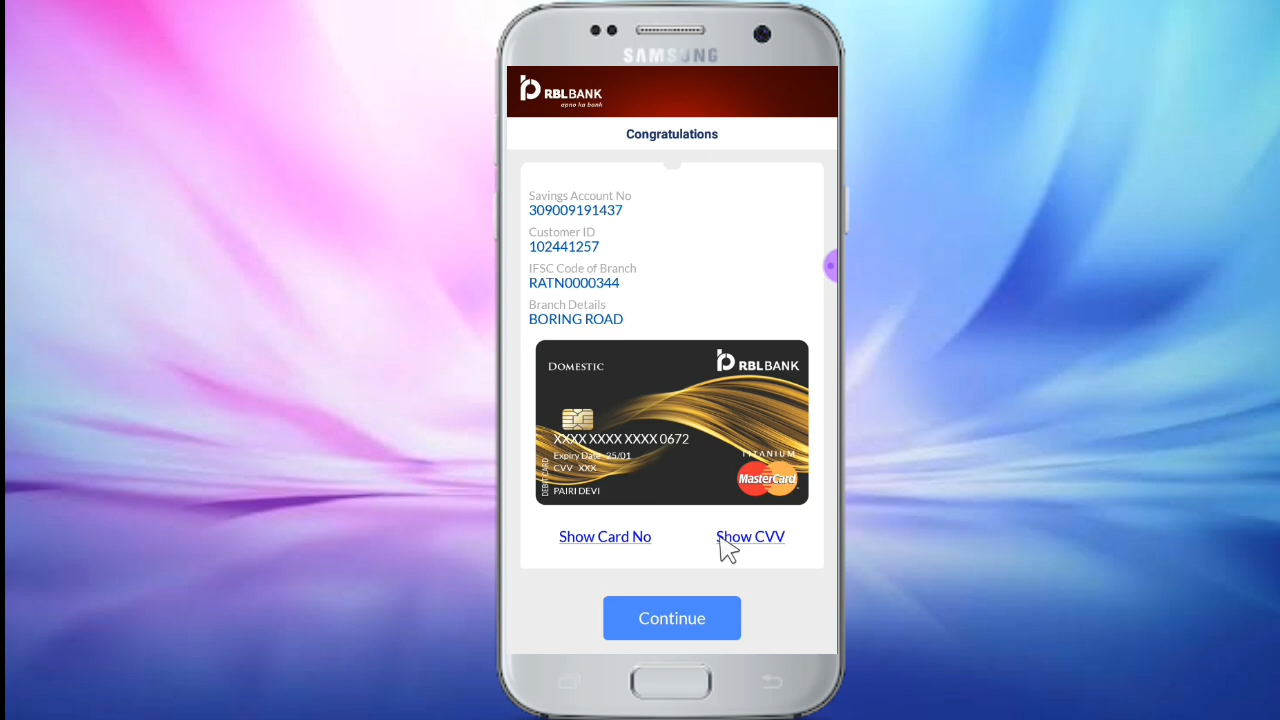 SAMSUNG
RBL BANK
apno ka bank
Congratulations
Savings Account No
309009191437
Customer ID
102441257
IFSC Code of Branch
RATN0000344
Branch Details
BORING ROAD
DOMESTIC
RBL BANK
XXXX XXXX XXXX 0672
Expiry Date 25/01
CVV XXX
DEBIT CARD
PAIRI DEVI
TITANIUM
MasterCard
Show Card No
Show CVV
Continue